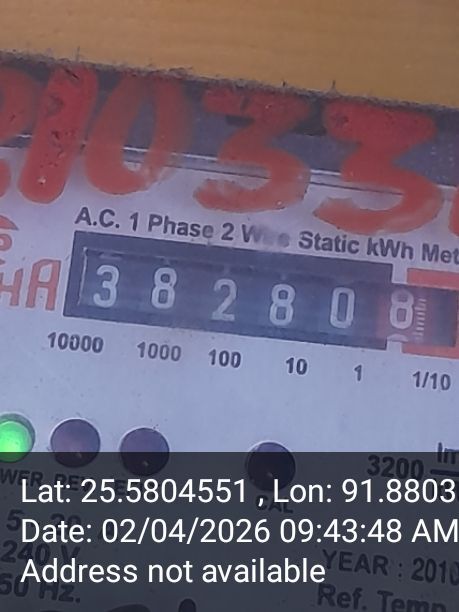 1033
A.C. 1 Phase 2 Wire Static kWh Met
HA
3 8 2 8 0 8
10000 1000 100 10 1 1/10
3200
Lat: 25.5804551 , Lon: 91.8803
Date: 02/04/2026 09:43:48 AM
Address not available
240 V
YEAR : 2010
50 Hz.
Ref. Temp